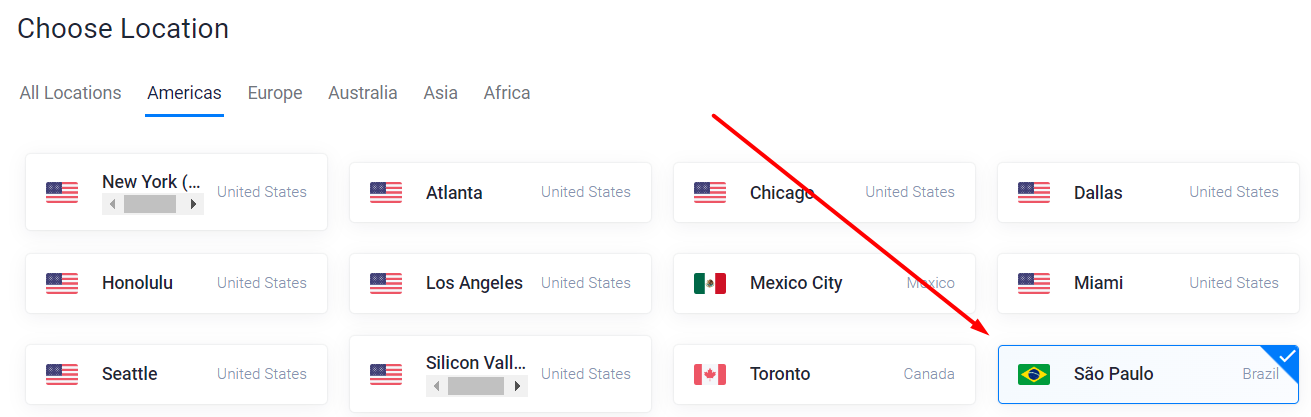 Choose Location
All Locations Americas Europe Australia Asia Africa
New York (... United States
Atlanta United States
Chicago United States
Dallas United States
Honolulu United States
Los Angeles United States
Mexico City Mexico
Miami United States
Seattle United States
Silicon Vall... United States
Toronto Canada
São Paulo Brazil